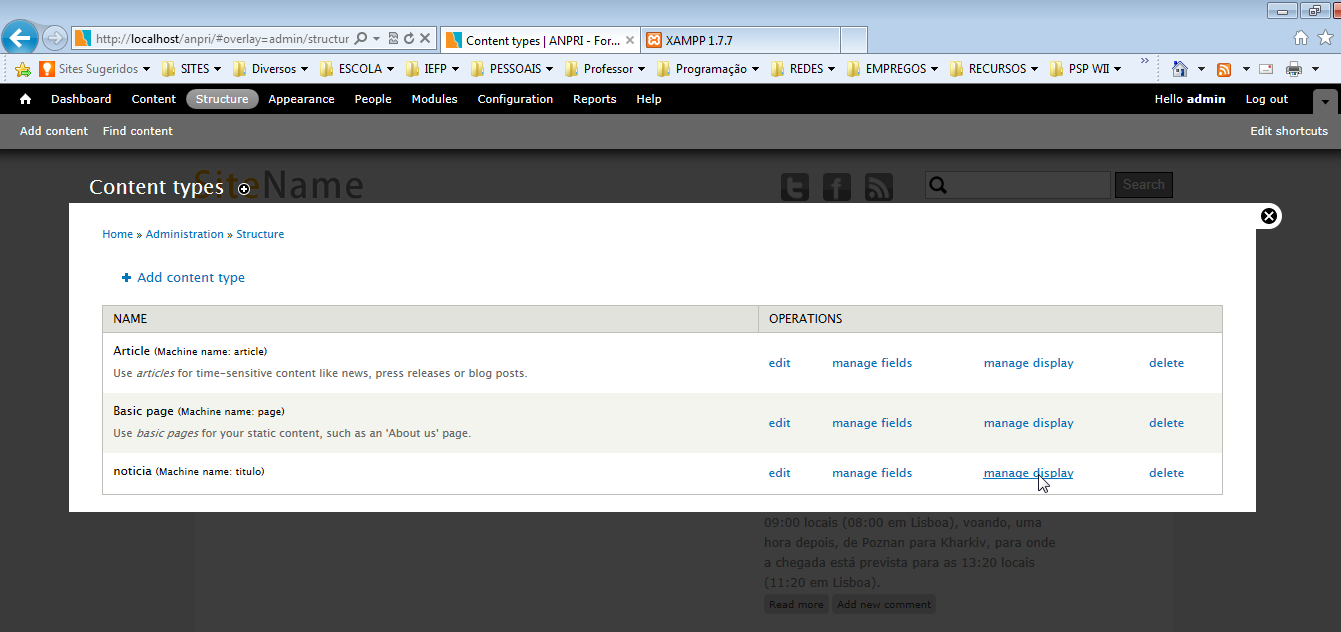 http://localhost/anpri/#overlay=admin/structur
Content types | ANPRI - For...
XAMPP 1.7.7
Sites Sugeridos SITES Diversos ESCOLA IEFP PESSOAIS Professor Programação REDES EMPREGOS RECURSOS PSP WII »
Dashboard Content Structure Appearance People Modules Configuration Reports Help Hello admin Log out
Add content Find content Edit shortcuts
SiteName
Content types
Search
Home » Administration » Structure
Add content type
NAME OPERATIONS
Article (Machine name: article)
Use articles for time-sensitive content like news, press releases or blog posts.
edit manage fields manage display delete
Basic page (Machine name: page)
Use basic pages for your static content, such as an 'About us' page.
edit manage fields manage display delete
noticia (Machine name: titulo)
edit manage fields manage display delete
09:00 locais (08:00 em Lisboa), voando, uma
hora depois, de Poznan para Kharkiv, para onde
a chegada está prevista para as 13:20 locais
(11:20 em Lisboa).
Read more Add new comment